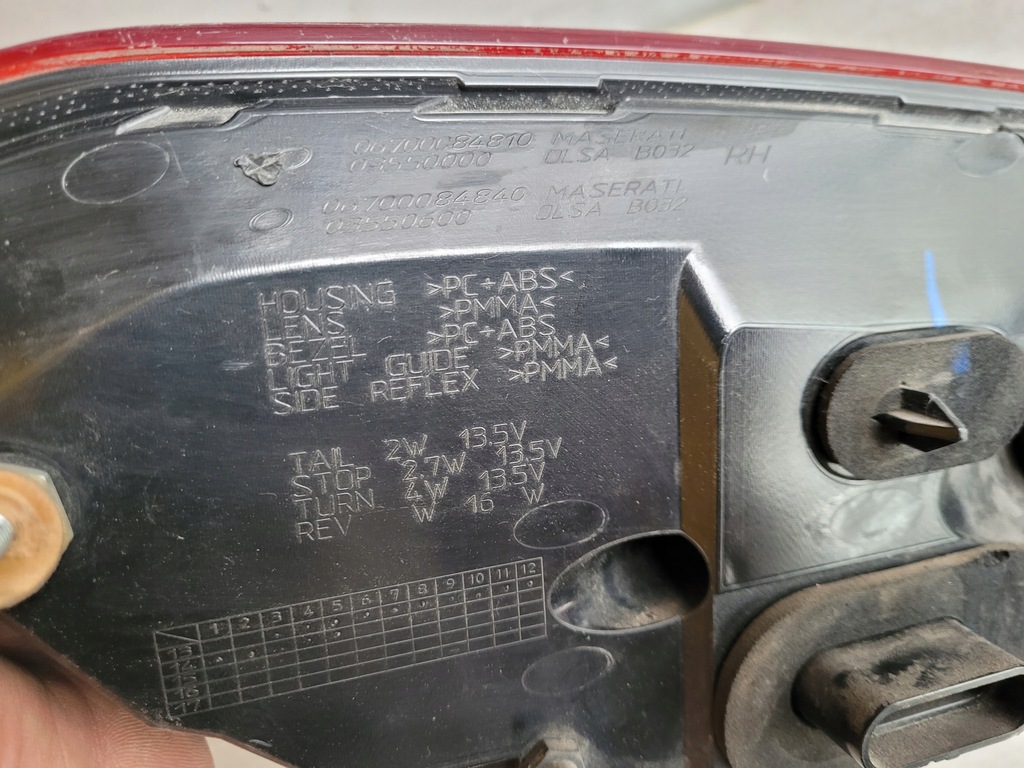 06700084810 MASERATI
03550000 OLSA B032 RH
06700084840 MASERATI
03550600 OLSA B032
HOUSING >PC+ABS<
LENS >PMMA<
BEZEL >PC+ABS
LIGHT GUIDE >PMMA<
SIDE REFLEX >PMMA<
TAIL 2W 13.5V
STOP 2.7W 13.5V
TURN 4W 13.5V
REV W 16 W
1 2 3 4 5 6 7 8 9 10 11 12
13